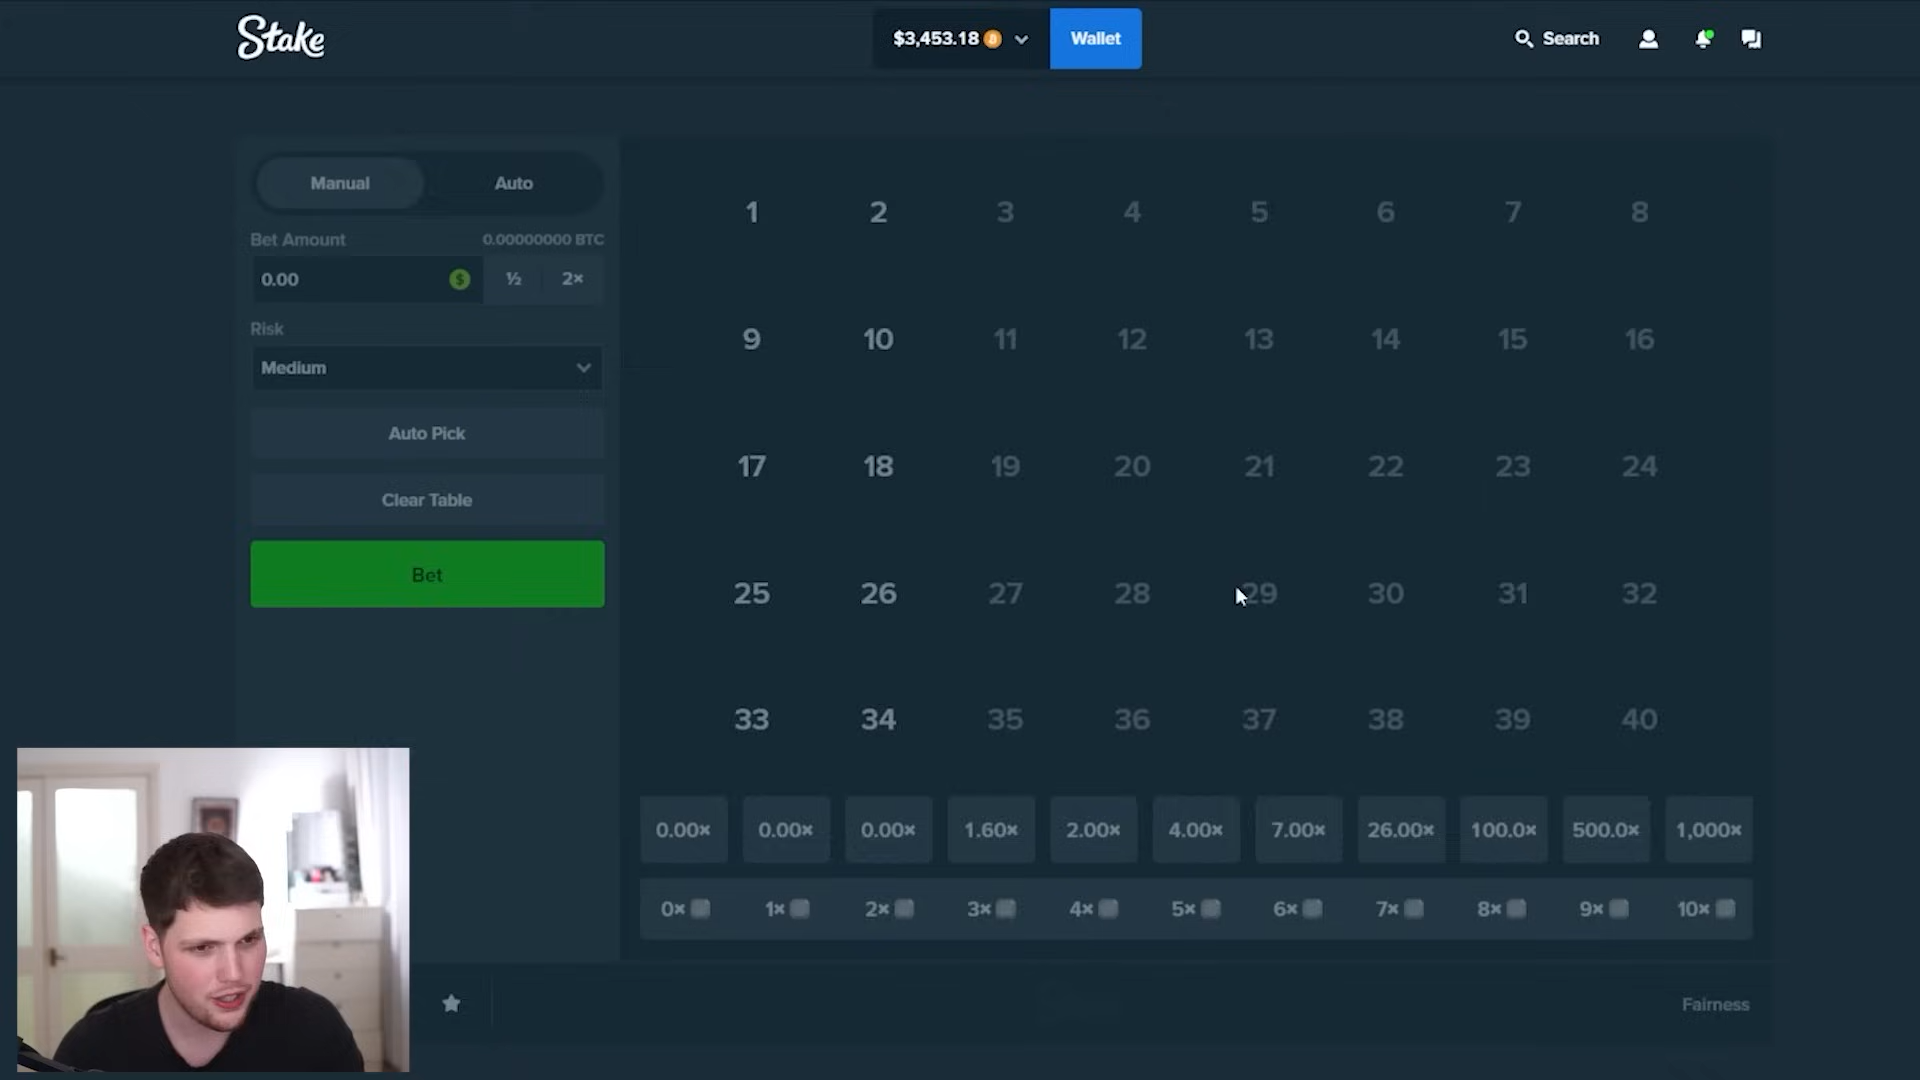 Stake
$3,453.18
Wallet
Search
Manual Auto
Bet Amount 0.00000000 BTC
0.00 $ ½ 2×
Risk
Medium
Auto Pick
Clear Table
Bet
1 2 3 4 5 6 7 8
9 10 11 12 13 14 15 16
17 18 19 20 21 22 23 24
25 26 27 28 29 30 31 32
33 34 35 36 37 38 39 40
0.00× 0.00× 0.00× 1.60× 2.00× 4.00× 7.00× 26.00× 100.0× 500.0× 1,000×
0× 1× 2× 3× 4× 5× 6× 7× 8× 9× 10×
Fairness